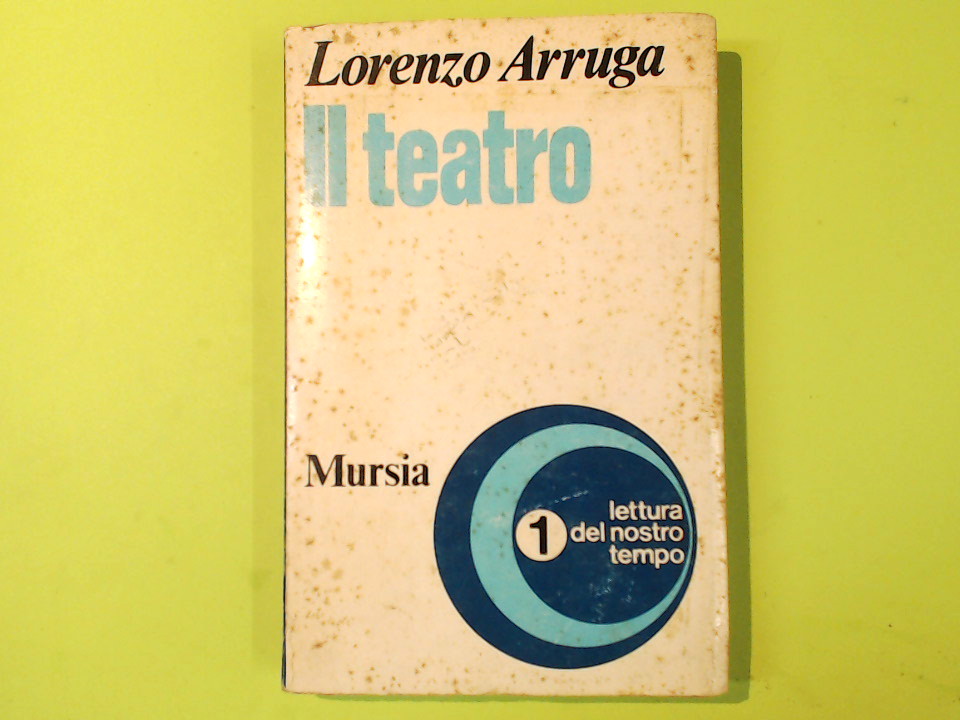 Lorenzo Arruga
Il teatro
Mursia
1
lettura
del nostro
tempo